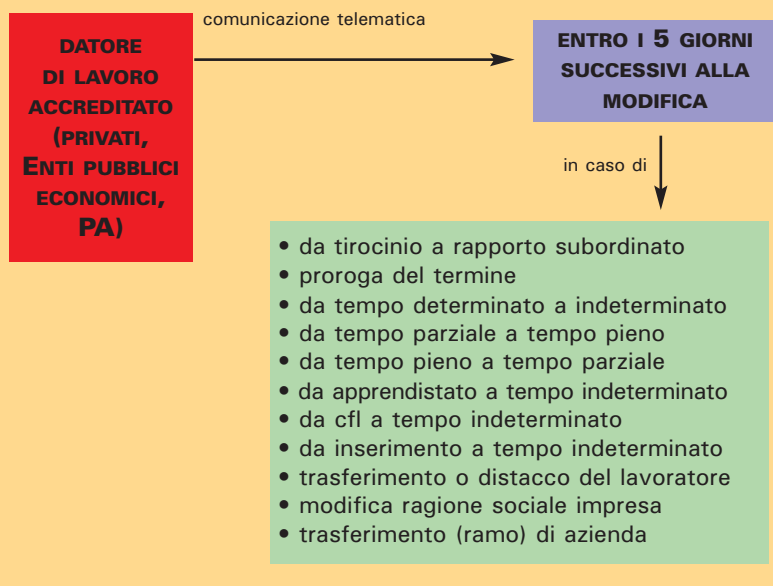 DATORE
DI LAVORO
ACCREDITATO
(PRIVATI,
ENTI PUBBLICI
ECONOMICI,
PA)
comunicazione telematica
ENTRO I 5 GIORNI
SUCCESSIVI ALLA
MODIFICA
in caso di
• da tirocinio a rapporto subordinato
• proroga del termine
• da tempo determinato a indeterminato
• da tempo parziale a tempo pieno
• da tempo pieno a tempo parziale
• da apprendistato a tempo indeterminato
• da cfl a tempo indeterminato
• da inserimento a tempo indeterminato
• trasferimento o distacco del lavoratore
• modifica ragione sociale impresa
• trasferimento (ramo) di azienda